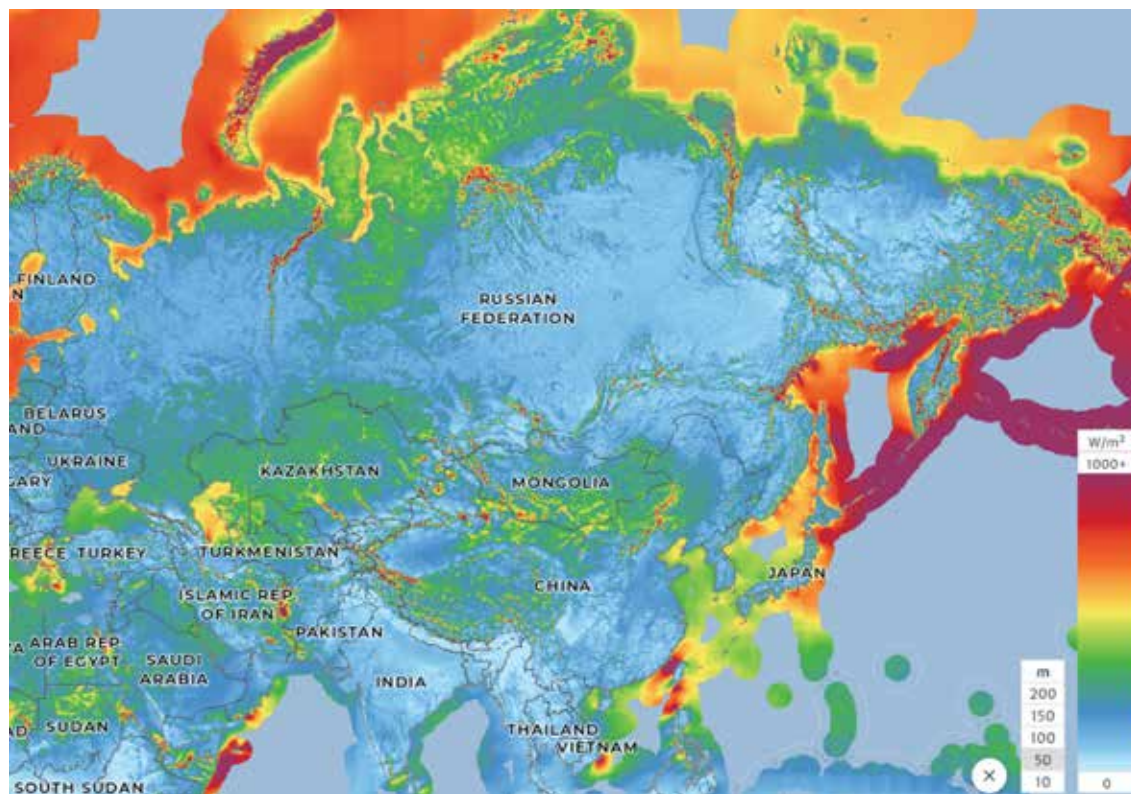 FINLAND
N
RUSSIAN
FEDERATION
BELARUS
AND
UKRAINE
GARY
KAZAKHSTAN
MONGOLIA
REECE TURKEY
TURKMENISTAN
CHINA
JAPAN
ISLAMIC REP.
OF IRAN
PAKISTAN
ARAB REP
OF EGYPT
SAUDI
ARABIA
INDIA
AD
SUDAN
THAILAND
VIETNAM
SOUTH SUDAN
W/m²
1000+
0
m
200
150
100
50
10